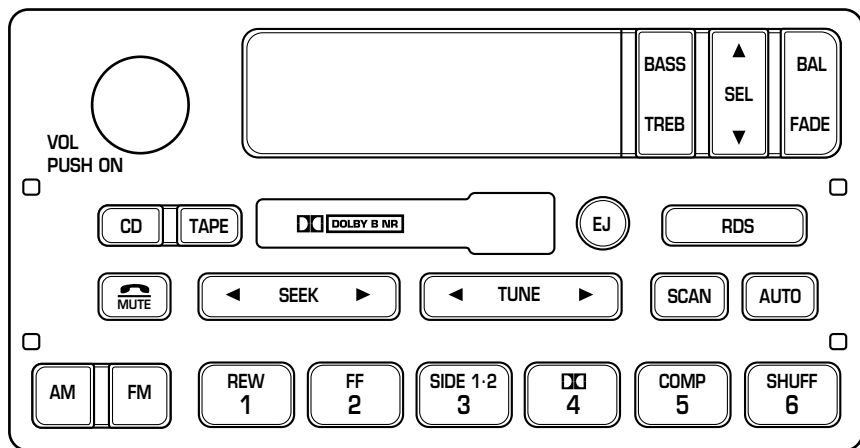 BASS
TREB
▲
SEL
▼
BAL
FADE
VOL
PUSH ON
CD
TAPE
DOLBY B NR
EJ
RDS
MUTE
◄ SEEK ►
◄ TUNE ►
SCAN
AUTO
AM
FM
REW
1
FF
2
SIDE 1·2
3
4
COMP
5
SHUFF
6